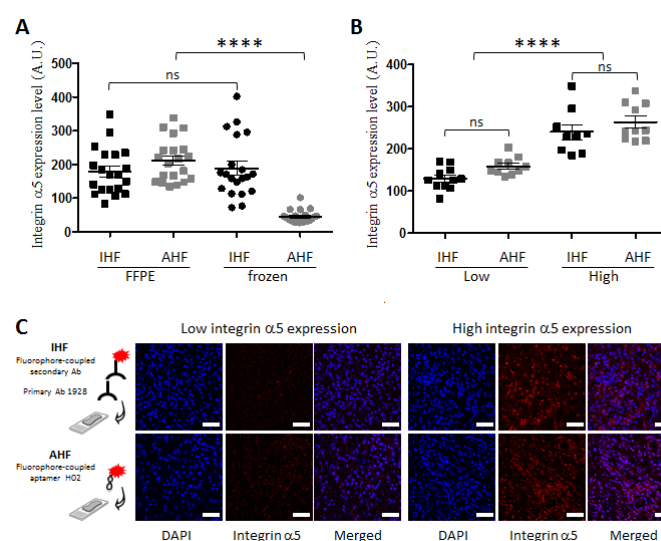 A
Integrin α5 expression level (A.U.)
500
400
300
200
100
0
ns
****
IHF
AHF
IHF
AHF
FFPE
frozen
B
Integrin α5 expression level (A.U.)
400
300
200
100
0
****
ns
ns
IHF
AHF
IHF
AHF
Low
High
C
Low integrin α5 expression
High integrin α5 expression
IHF
Fluorophore-coupled
secondary Ab
Primary Ab 1928
AHF
Fluorophore-coupled
aptamer H02
DAPI
Integrin α5
Merged
DAPI
Integrin α5
Merged